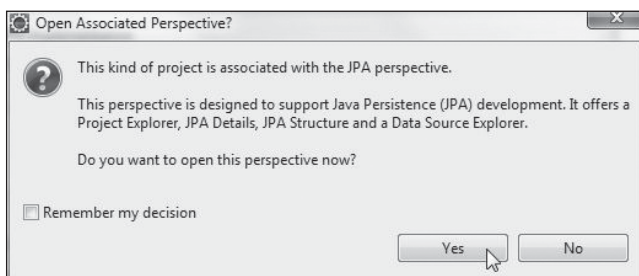 Open Associated Perspective?
This kind of project is associated with the JPA perspective.
This perspective is designed to support Java Persistence (JPA) development. It offers a
Project Explorer, JPA Details, JPA Structure and a Data Source Explorer.
Do you want to open this perspective now?
Remember my decision
Yes
No